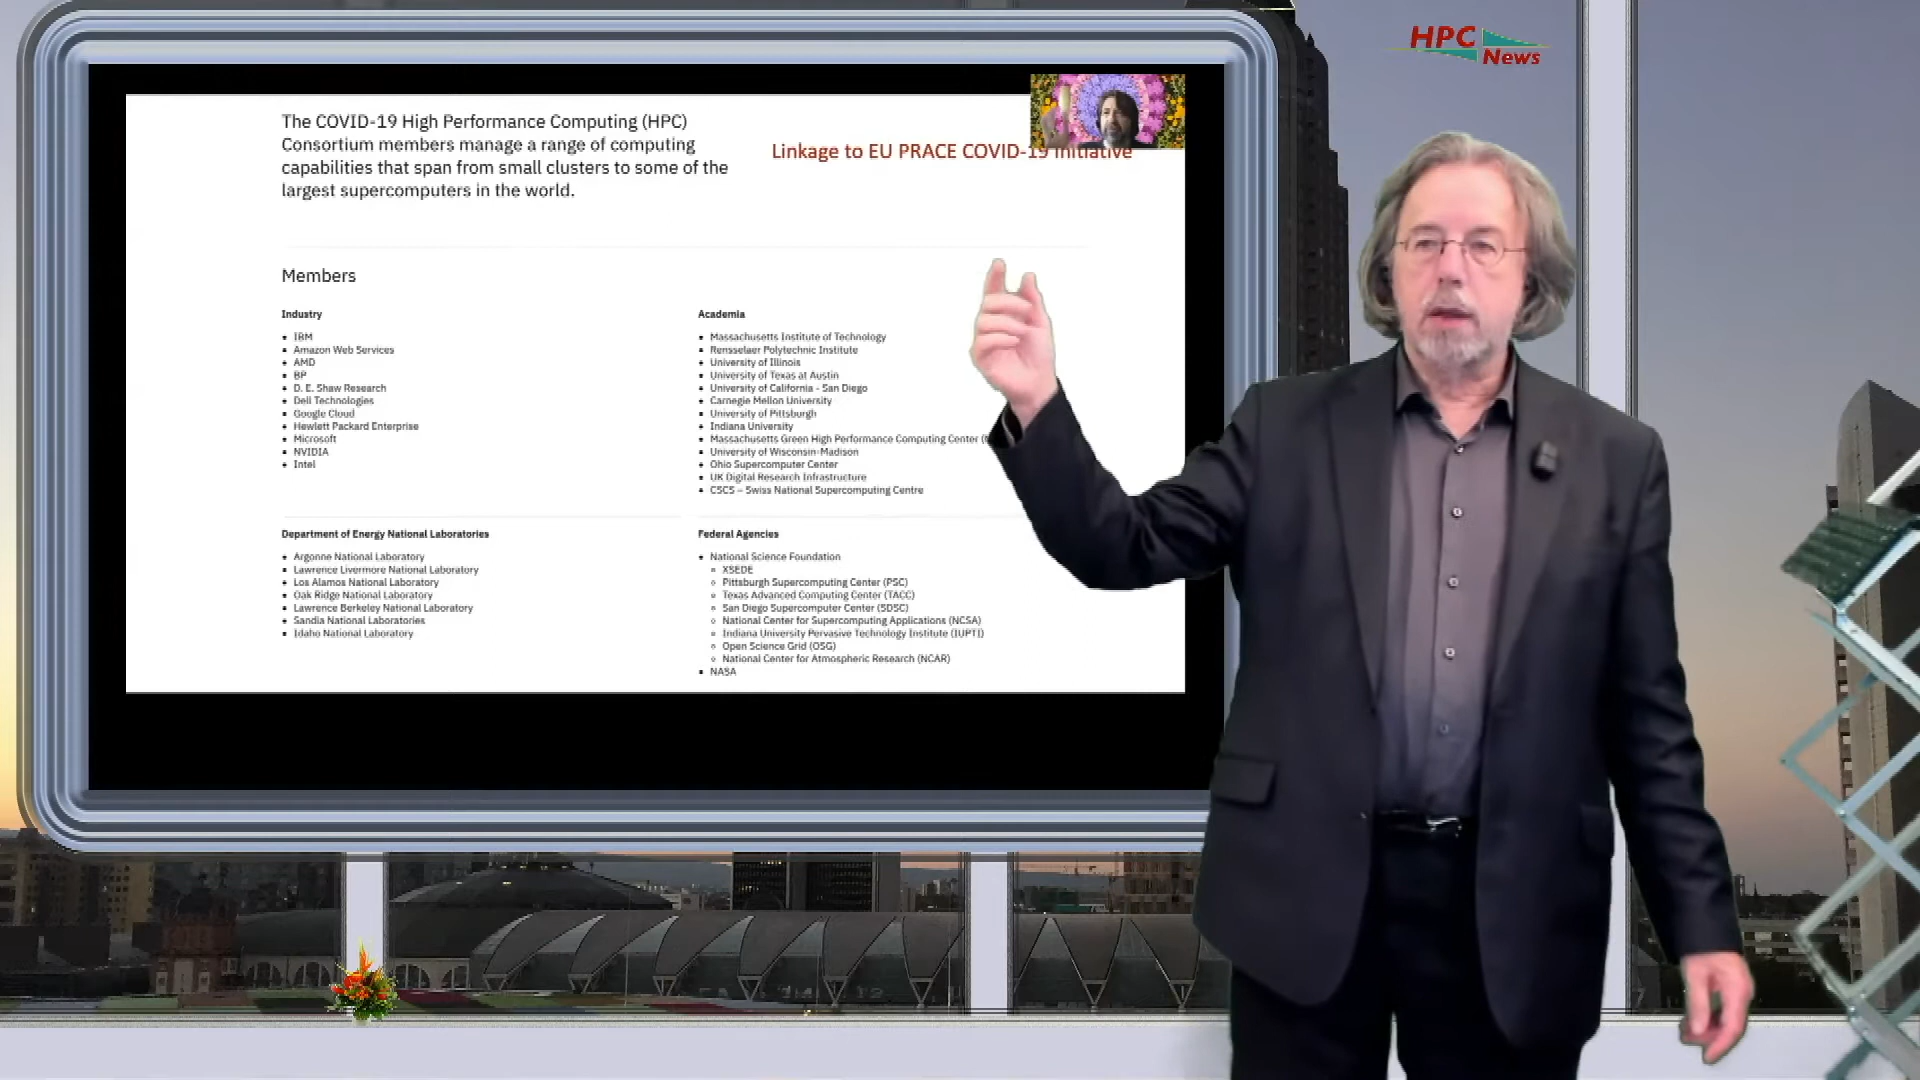 HPC
News
The COVID-19 High Performance Computing (HPC)
Consortium members manage a range of computing
capabilities that span from small clusters to some of the
largest supercomputers in the world.
Linkage to EU PRACE COVID-19 Initiative
Members
Industry
IBM
Amazon Web Services
AMD
BP
D. E. Shaw Research
Dell Technologies
Google Cloud
Hewlett Packard Enterprise
Microsoft
NVIDIA
Intel
Academia
Massachusetts Institute of Technology
Rensselaer Polytechnic Institute
University of Illinois
University of Texas at Austin
University of California - San Diego
Carnegie Mellon University
University of Pittsburgh
Indiana University
Massachusetts Green High Performance Computing Center
University of Wisconsin-Madison
Ohio Supercomputer Center
UK Digital Research Infrastructure
CSCS – Swiss National Supercomputing Centre
Department of Energy National Laboratories
Argonne National Laboratory
Lawrence Livermore National Laboratory
Los Alamos National Laboratory
Oak Ridge National Laboratory
Lawrence Berkeley National Laboratory
Sandia National Laboratories
Idaho National Laboratory
Federal Agencies
National Science Foundation
XSEDE
Pittsburgh Supercomputing Center (PSC)
Texas Advanced Computing Center (TACC)
San Diego Supercomputer Center (SDSC)
National Center for Supercomputing Applications (NCSA)
Indiana University Pervasive Technology Institute (IUPTI)
Open Science Grid (OSG)
National Center for Atmospheric Research (NCAR)
NASA